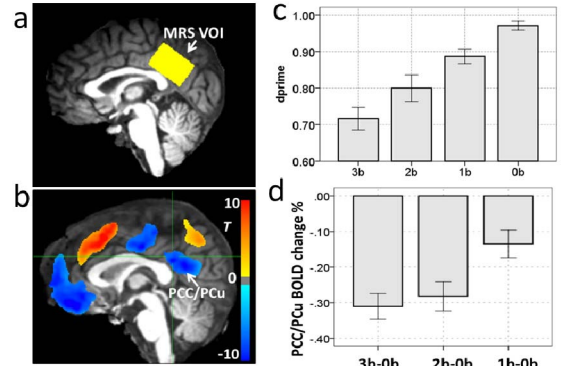 a
MRS VOI
b
10
T
0
-10
PCC/PCu
c
dprime
1.00
0.90
0.80
0.70
0.60
3b
2b
1b
0b
d
PCC/PCu BOLD change %
.00
-.10
-.20
-.30
-.40
3b-0b
2b-0b
1b-0b